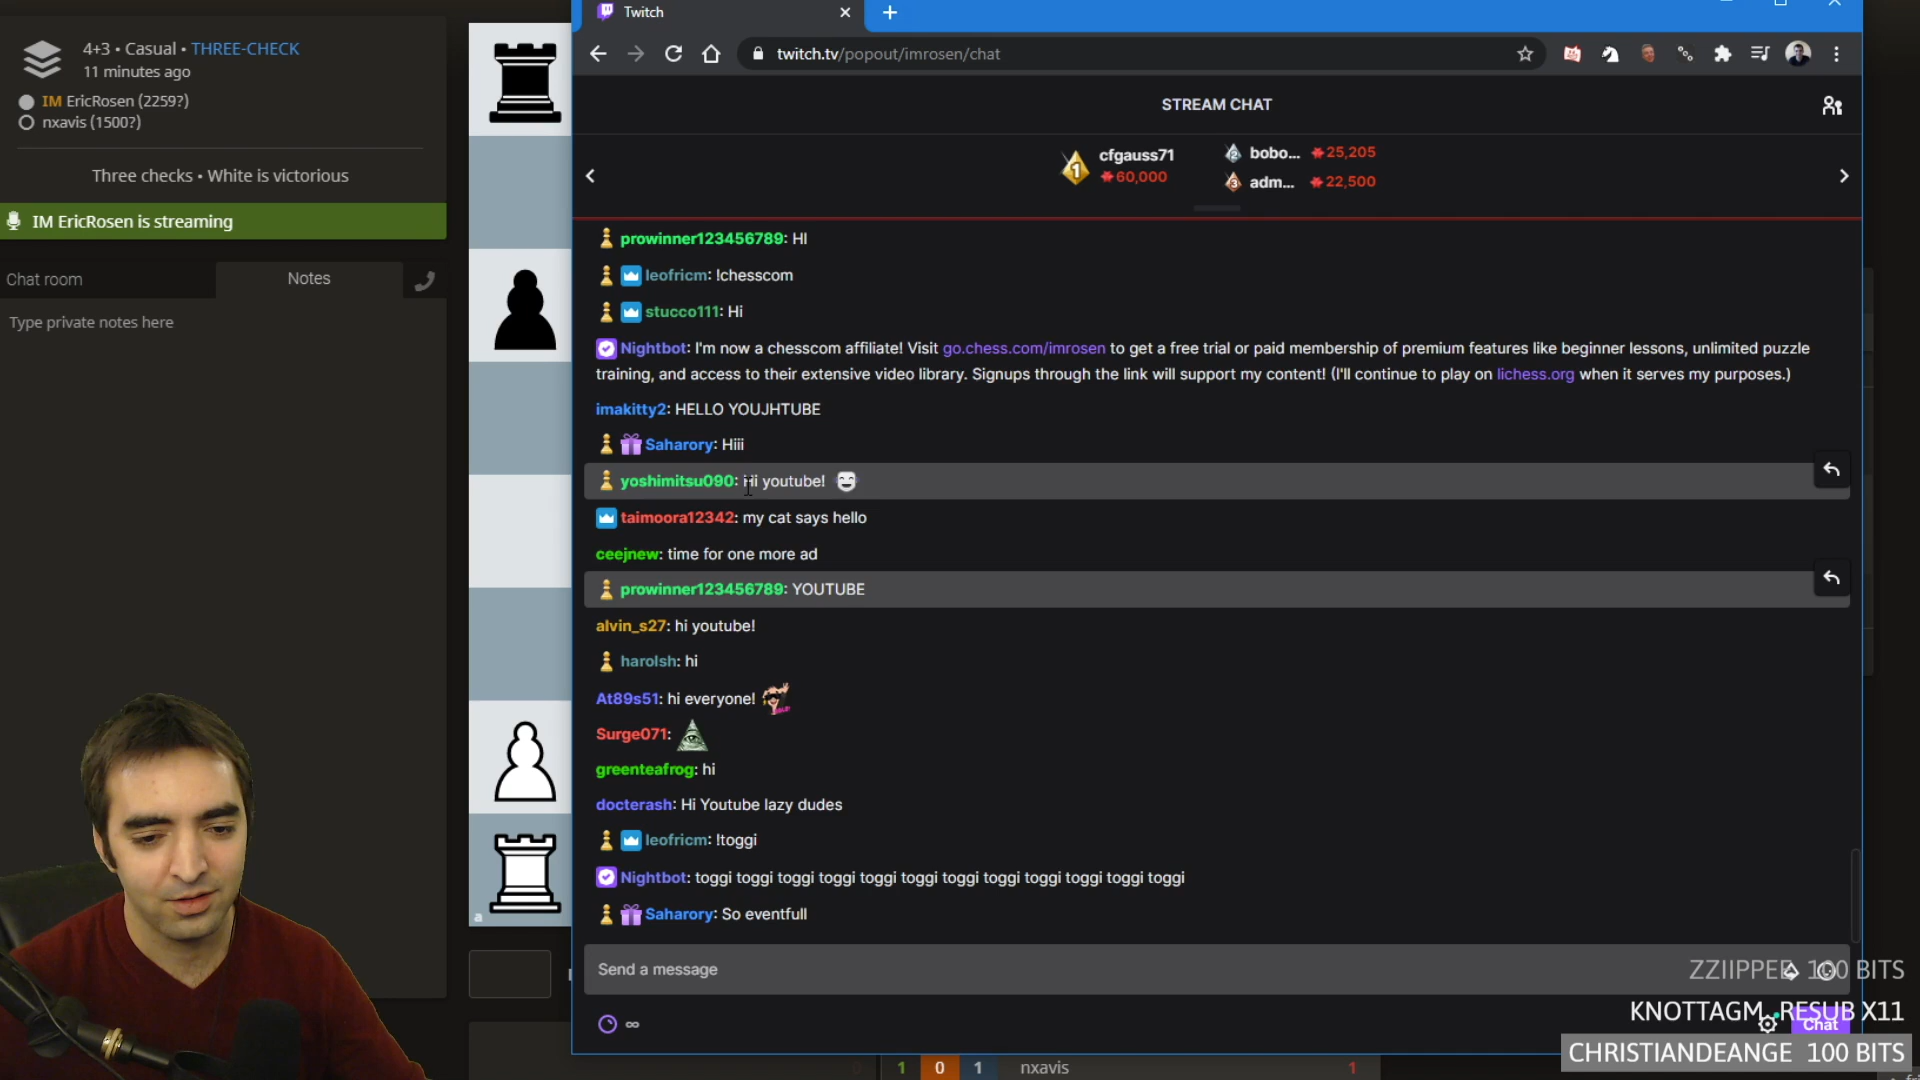 Twitch
4+3 • Casual • THREE-CHECK
11 minutes ago
IM EricRosen (2259?)
nxavis (1500?)
Three checks • White is victorious
IM EricRosen is streaming
Chat room
Notes
Type private notes here
a
twitch.tv/popout/imrosen/chat
STREAM CHAT
1 cfgauss71 60,000
2 bobo... 25,205
3 adm... 22,500
prowinner123456789: HI
leofricm: !chesscom
stucco111: Hi
Nightbot: I'm now a chesscom affiliate! Visit go.chess.com/imrosen to get a free trial or paid membership of premium features like beginner lessons, unlimited puzzle
training, and access to their extensive video library. Signups through the link will support my content! (I'll continue to play on lichess.org when it serves my purposes.)
imakitty2: HELLO YOUJHTUBE
Saharory: Hiii
yoshimitsu090: Hi youtube!
taimoora12342: my cat says hello
ceejnew: time for one more ad
prowinner123456789: YOUTUBE
alvin_s27: hi youtube!
harolsh: hi
At89s51: hi everyone!
Surge071:
greenteafrog: hi
docterash: Hi Youtube lazy dudes
leofricm: !toggi
Nightbot: toggi toggi toggi toggi toggi toggi toggi toggi toggi toggi toggi toggi
Saharory: So eventfull
Send a message
∞
Chat
ZZIIPPEE 100 BITS
KNOTTAGM RESUB X11
CHRISTIANDEANGE 100 BITS
1 0 1 nxavis 1